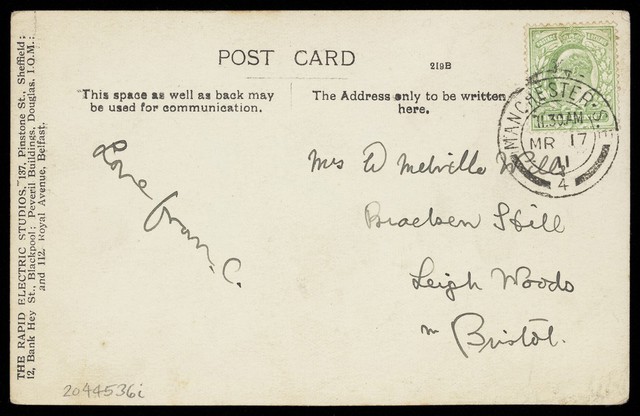 POST CARD
219B
This space as well as back may
be used for communication.
The Address only to be written
here.
MANCHESTER.S.
11.30AM
MR 17
11
4
Love from. C.
Mrs D Melville Wills
Bracken Hill
Leigh Woods
nr Bristol.
THE RAPID ELECTRIC STUDIOS, 137, Pinstone St., Sheffield;
12, Bank Hey St., Blackpool; Peveril Buildings, Douglas, I.O.M.;
and 112, Royal Avenue, Belfast.
2044536i